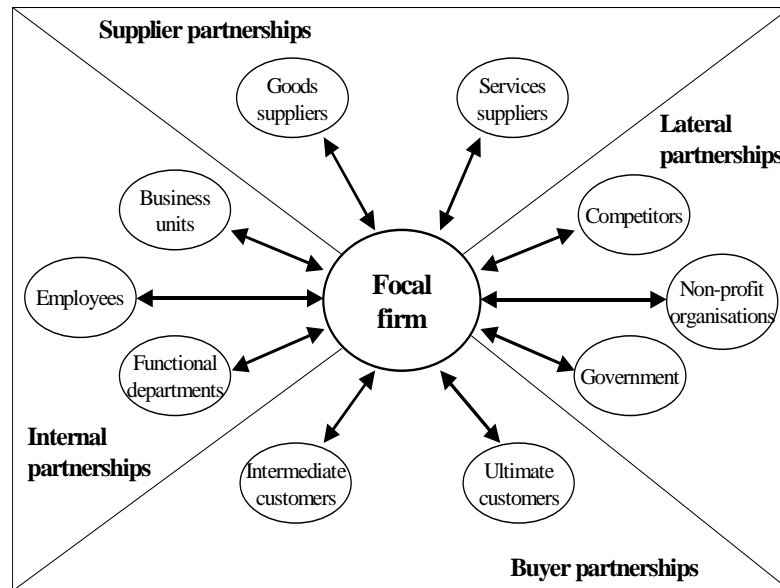 Supplier partnerships
Goods
suppliers
Services
suppliers
Lateral
partnerships
Business
units
Competitors
Employees
Focal
firm
Non-profit
organisations
Functional
departments
Government
Internal
partnerships
Intermediate
customers
Ultimate
customers
Buyer partnerships